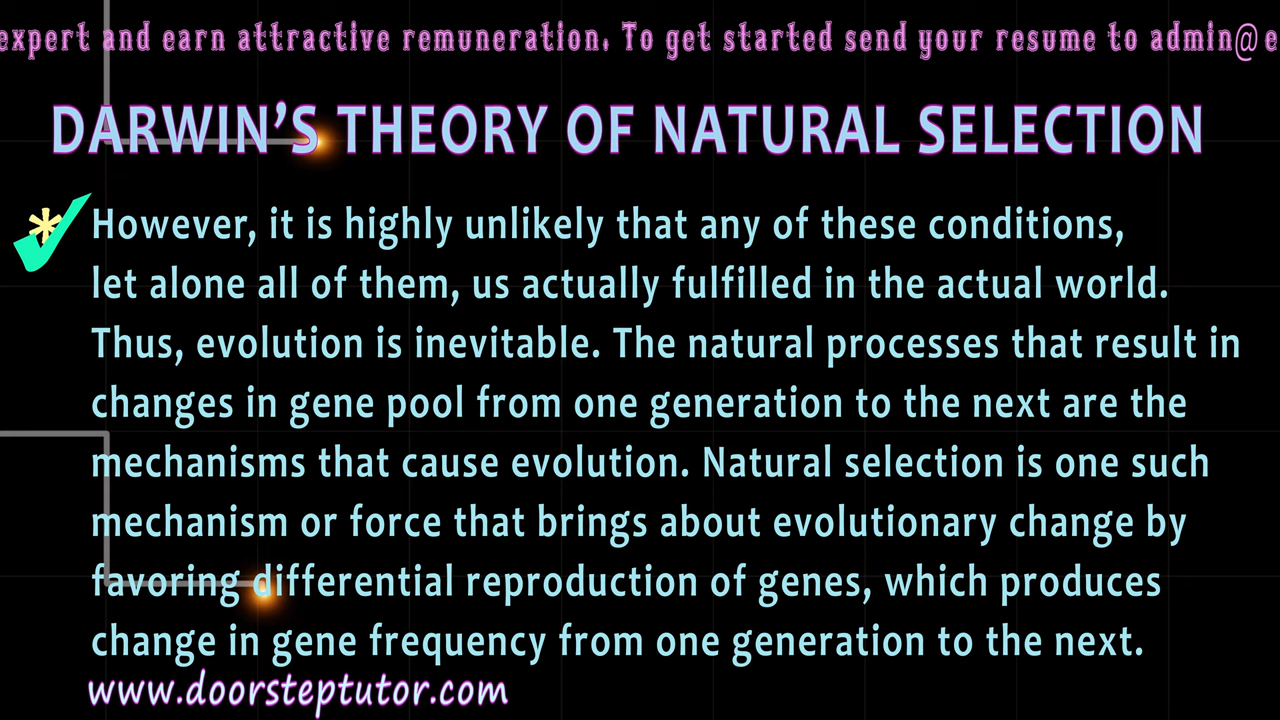 expert and earn attractive remuneration. To get started send your resume to admin@e
DARWIN'S THEORY OF NATURAL SELECTION
* However, it is highly unlikely that any of these conditions,
let alone all of them, us actually fulfilled in the actual world.
Thus, evolution is inevitable. The natural processes that result in
changes in gene pool from one generation to the next are the
mechanisms that cause evolution. Natural selection is one such
mechanism or force that brings about evolutionary change by
favoring differential reproduction of genes, which produces
change in gene frequency from one generation to the next.
www.doorsteptutor.com